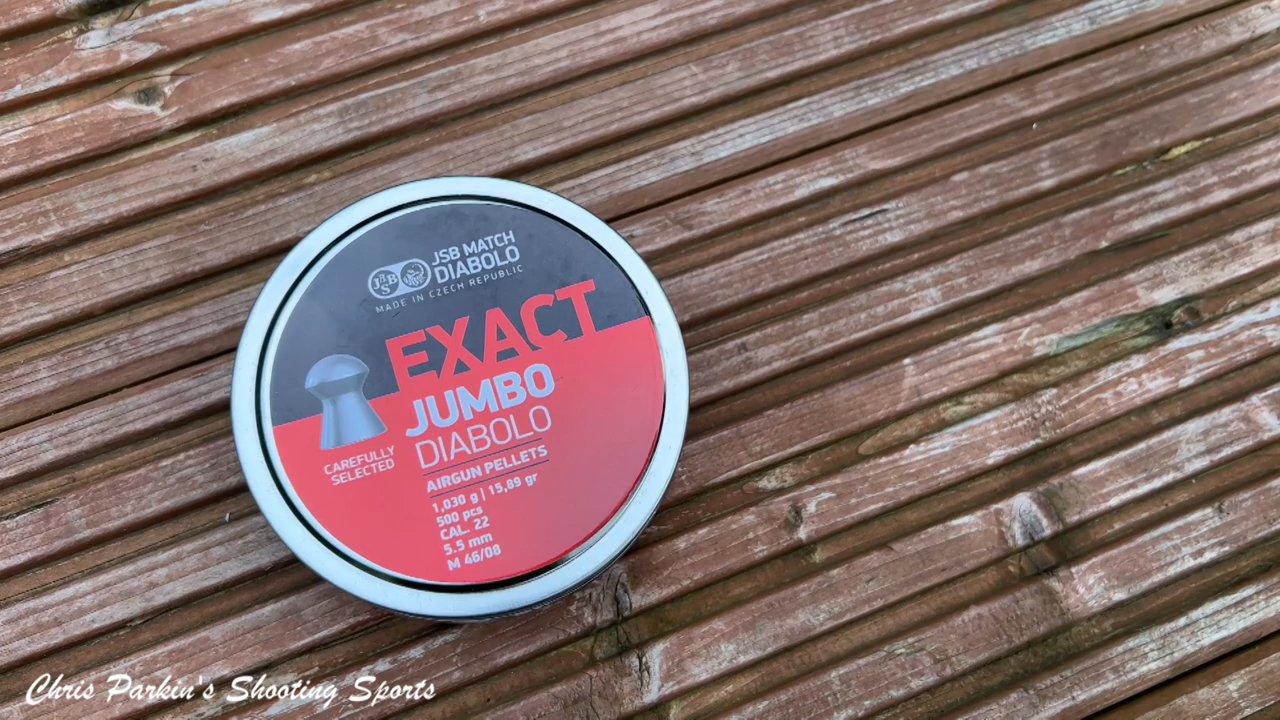 JSB
JSB MATCH
DIABOLO
MADE IN CZECH REPUBLIC
EXACT
JUMBO
DIABOLO
CAREFULLY
SELECTED
AIRGUN PELLETS
1,030 g | 15,89 gr
500 pcs
CAL. 22
5.5 mm
M 46/08
Chris Parkin's Shooting Sports